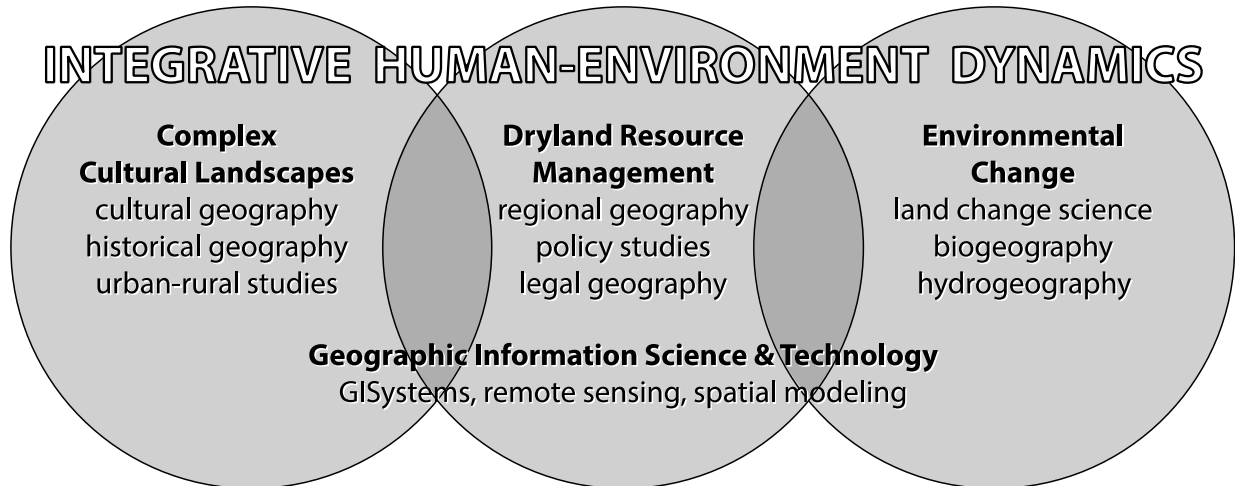 INTEGRATIVE HUMAN-ENVIRONMENT DYNAMICS
Complex
Cultural Landscapes
cultural geography
historical geography
urban-rural studies
Dryland Resource
Management
regional geography
policy studies
legal geography
Environmental
Change
land change science
biogeography
hydrogeography
Geographic Information Science & Technology
GISystems, remote sensing, spatial modeling